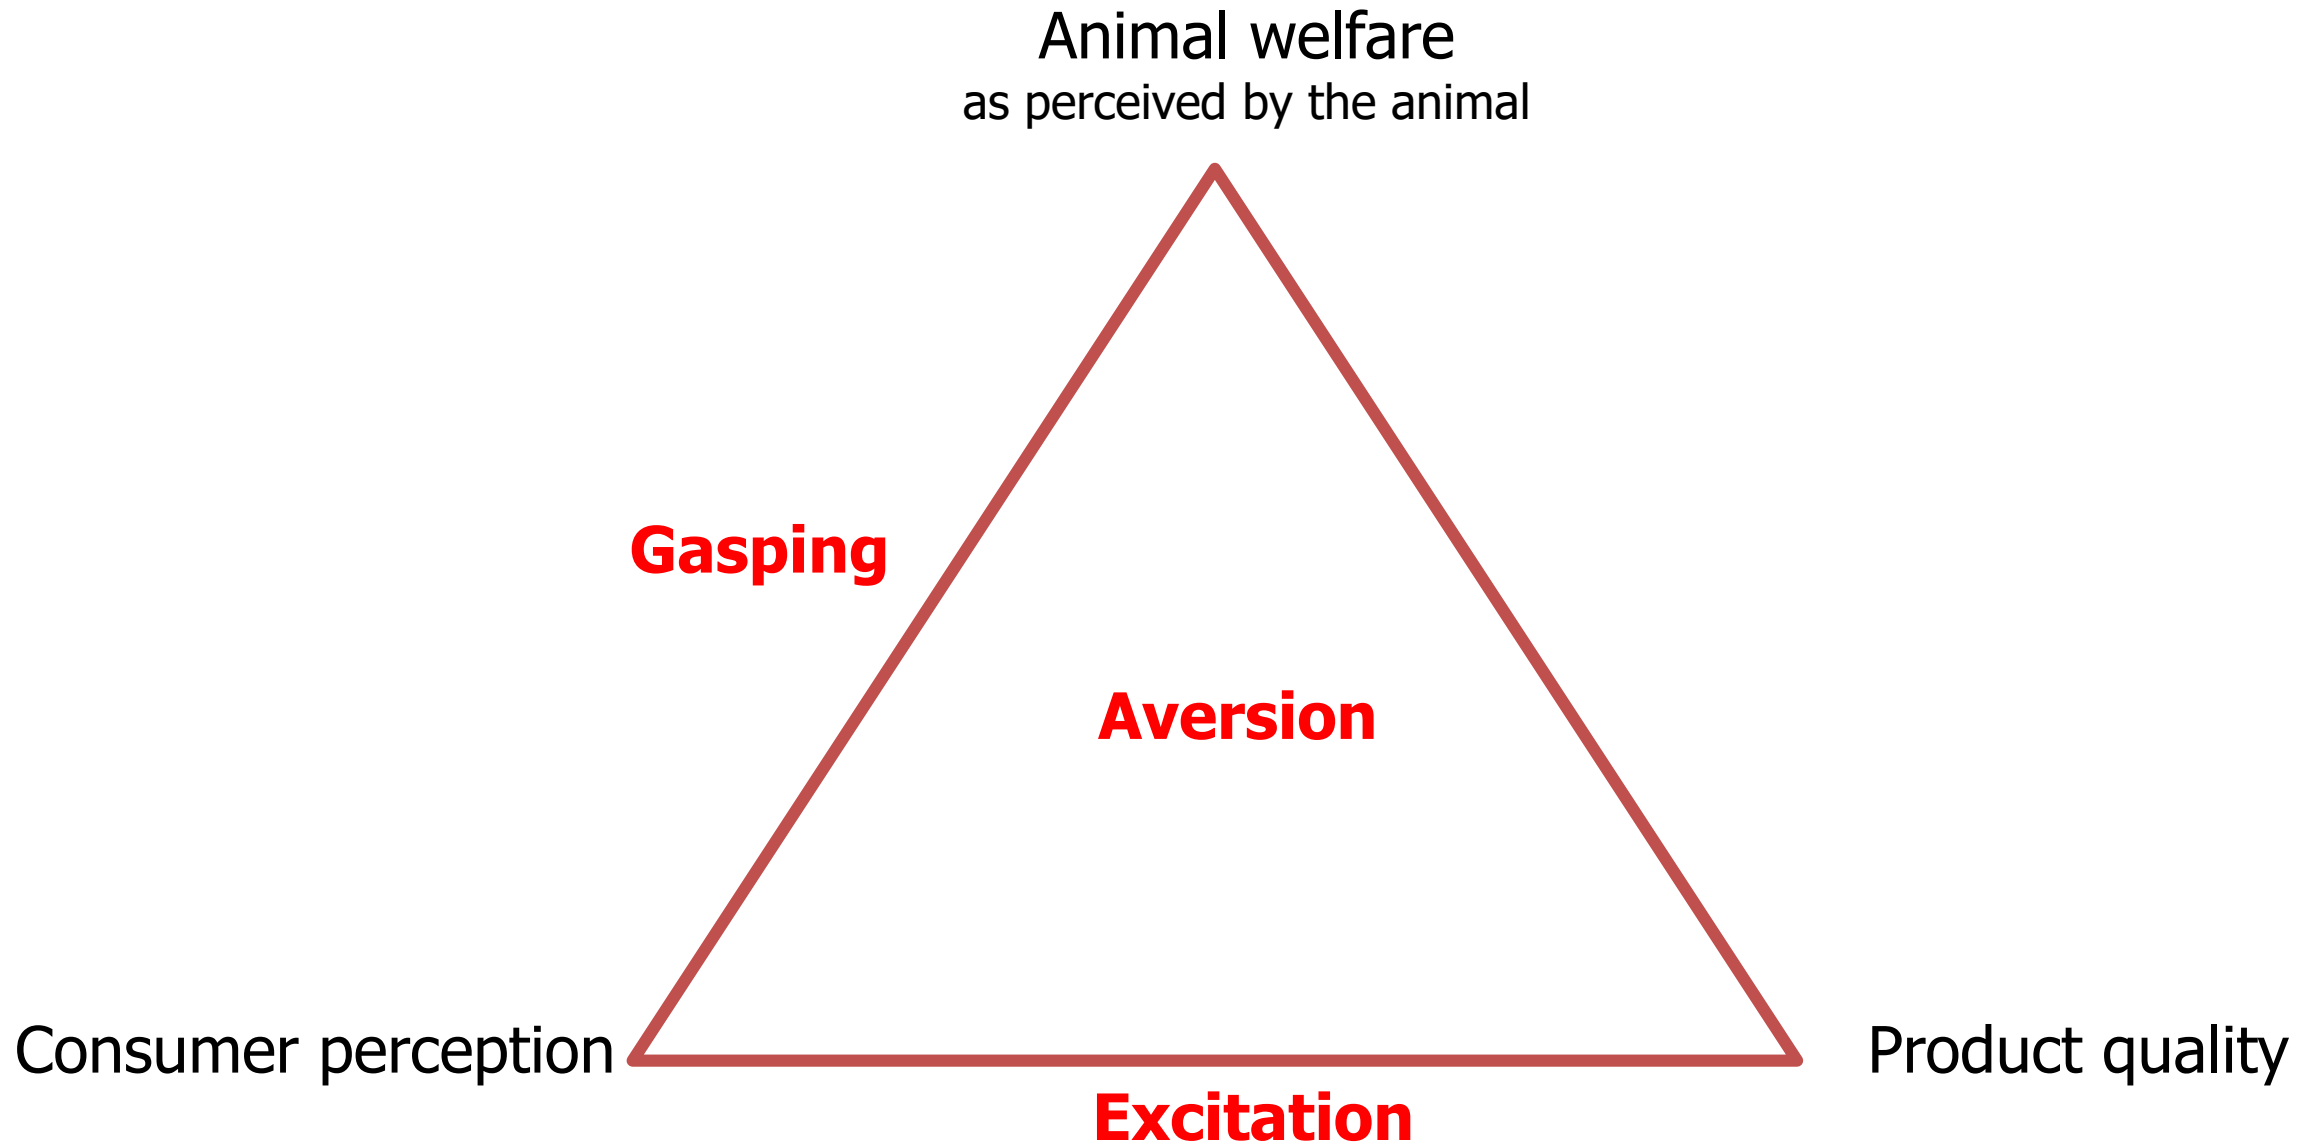 Animal welfare
as perceived by the animal
Gasping
Aversion
Consumer perception
Product quality
Excitation